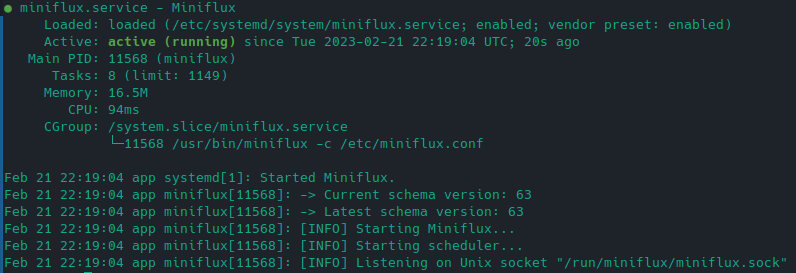 ● miniflux.service - Miniflux
Loaded: loaded (/etc/systemd/system/miniflux.service; enabled; vendor preset: enabled)
Active: active (running) since Tue 2023-02-21 22:19:04 UTC; 20s ago
Main PID: 11568 (miniflux)
Tasks: 8 (limit: 1149)
Memory: 16.5M
CPU: 94ms
CGroup: /system.slice/miniflux.service
└─11568 /usr/bin/miniflux -c /etc/miniflux.conf
Feb 21 22:19:04 app systemd[1]: Started Miniflux.
Feb 21 22:19:04 app miniflux[11568]: -> Current schema version: 63
Feb 21 22:19:04 app miniflux[11568]: -> Latest schema version: 63
Feb 21 22:19:04 app miniflux[11568]: [INFO] Starting Miniflux...
Feb 21 22:19:04 app miniflux[11568]: [INFO] Starting scheduler...
Feb 21 22:19:04 app miniflux[11568]: [INFO] Listening on Unix socket "/run/miniflux/miniflux.sock"